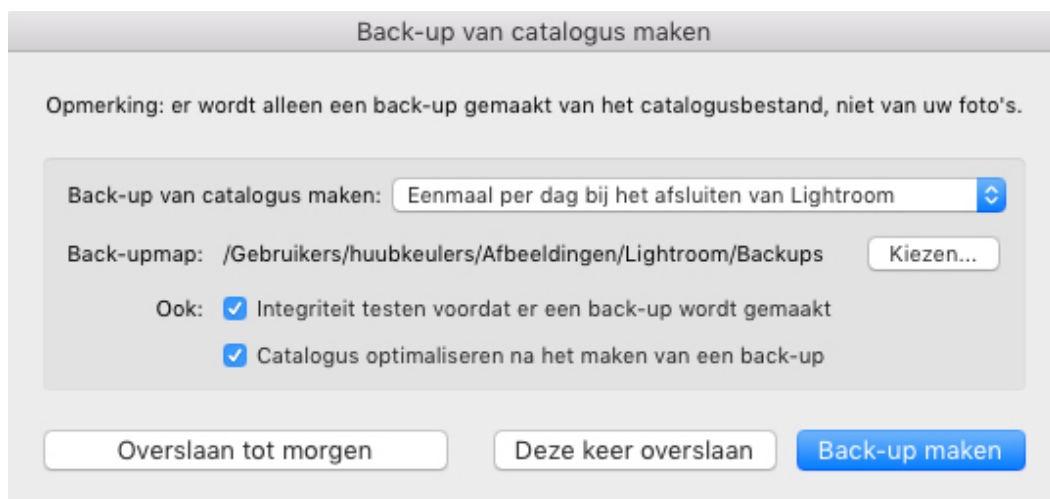 Back-up van catalogus maken
Opmerking: er wordt alleen een back-up gemaakt van het catalogusbestand, niet van uw foto's.
Back-up van catalogus maken: Eenmaal per dag bij het afsluiten van Lightroom
Back-upmap: /Gebruikers/huubkeulers/Afbeeldingen/Lightroom/Backups Kiezen...
Ook: Integriteit testen voordat er een back-up wordt gemaakt
Catalogus optimaliseren na het maken van een back-up
Overslaan tot morgen Deze keer overslaan Back-up maken